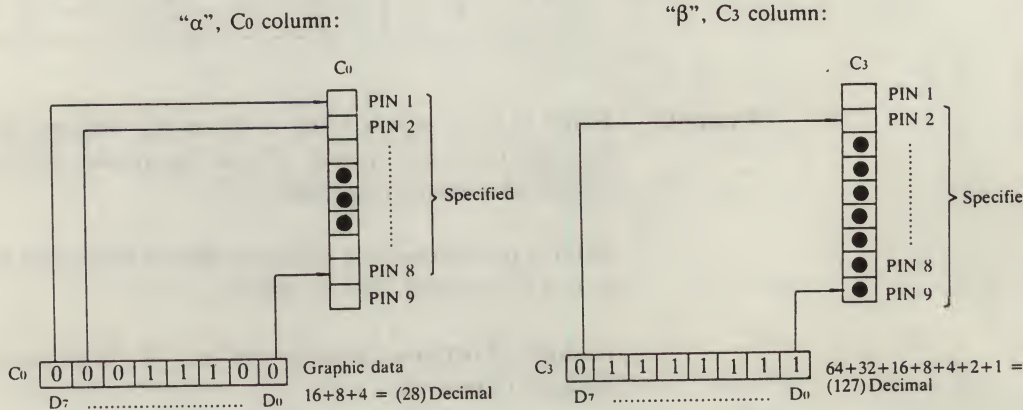 "α", C0 column:
C0
PIN 1
PIN 2
Specified
PIN 8
PIN 9
C0 0 0 0 1 1 1 0 0
D7 .................... D0
Graphic data
16+8+4 = (28) Decimal
"β", C3 column:
C3
PIN 1
PIN 2
Specifie
PIN 8
PIN 9
C3 0 1 1 1 1 1 1 1
D7 .................... D0
64+32+16+8+4+2+1 =
(127) Decimal